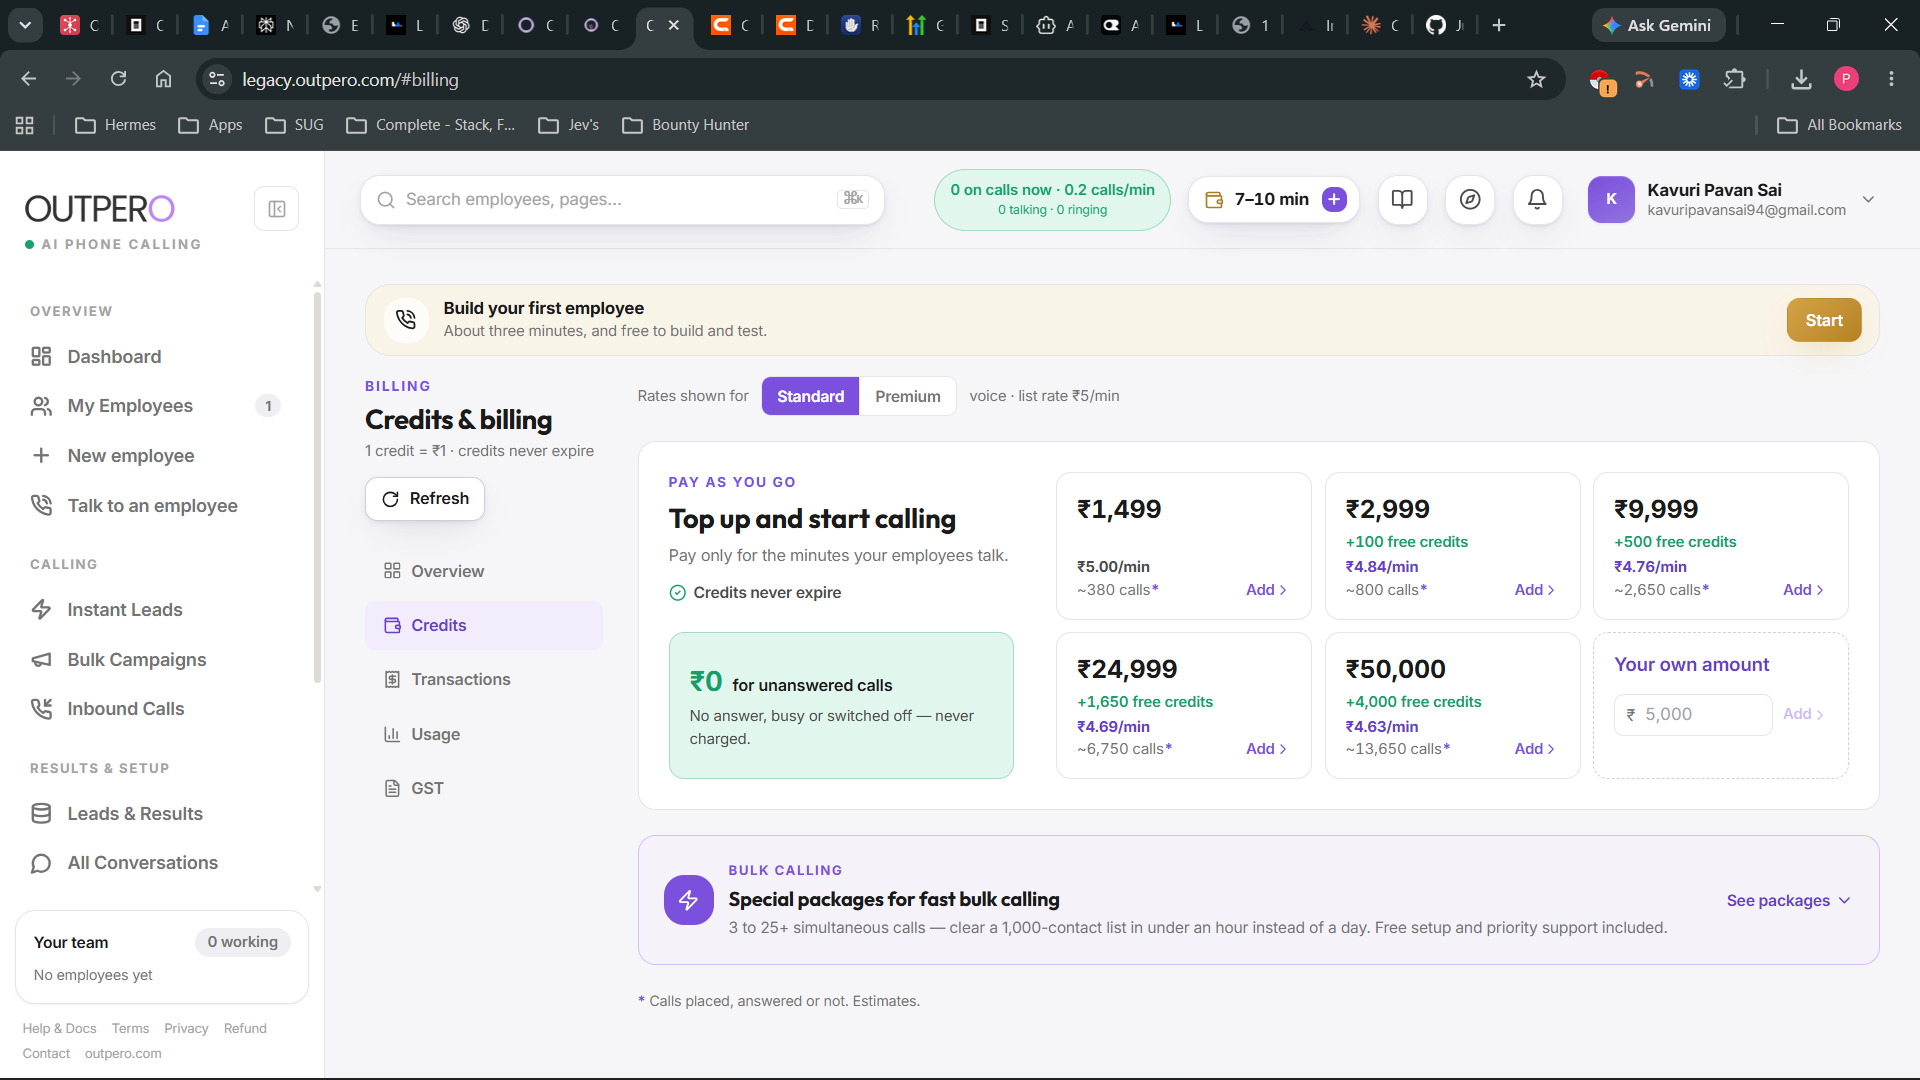 Ask Gemini
legacy.outpero.com/#billing
Hermes
Apps
SUG
Complete - Stack, F...
Jev's
Bounty Hunter
All Bookmarks
OUTPERO
AI PHONE CALLING
Search employees, pages...
⌘k
0 on calls now · 0.2 calls/min
0 talking · 0 ringing
7–10 min
K
Kavuri Pavan Sai
kavuripavansai94@gmail.com
OVERVIEW
Dashboard
My Employees 1
New employee
Talk to an employee
CALLING
Instant Leads
Bulk Campaigns
Inbound Calls
RESULTS & SETUP
Leads & Results
All Conversations
Your team 0 working
No employees yet
Help & Docs Terms Privacy Refund
Contact outpero.com
Build your first employee
About three minutes, and free to build and test.
Start
BILLING
Credits & billing
1 credit = ₹1 · credits never expire
Refresh
Overview
Credits
Transactions
Usage
GST
Rates shown for Standard Premium voice · list rate ₹5/min
PAY AS YOU GO
Top up and start calling
Pay only for the minutes your employees talk.
Credits never expire
₹0 for unanswered calls
No answer, busy or switched off — never
charged.
₹1,499
₹5.00/min
~380 calls* Add
₹2,999
+100 free credits
₹4.84/min
~800 calls* Add
₹9,999
+500 free credits
₹4.76/min
~2,650 calls* Add
₹24,999
+1,650 free credits
₹4.69/min
~6,750 calls* Add
₹50,000
+4,000 free credits
₹4.63/min
~13,650 calls* Add
Your own amount
₹ 5,000 Add
BULK CALLING
Special packages for fast bulk calling
3 to 25+ simultaneous calls — clear a 1,000-contact list in under an hour instead of a day. Free setup and priority support included.
See packages
* Calls placed, answered or not. Estimates.